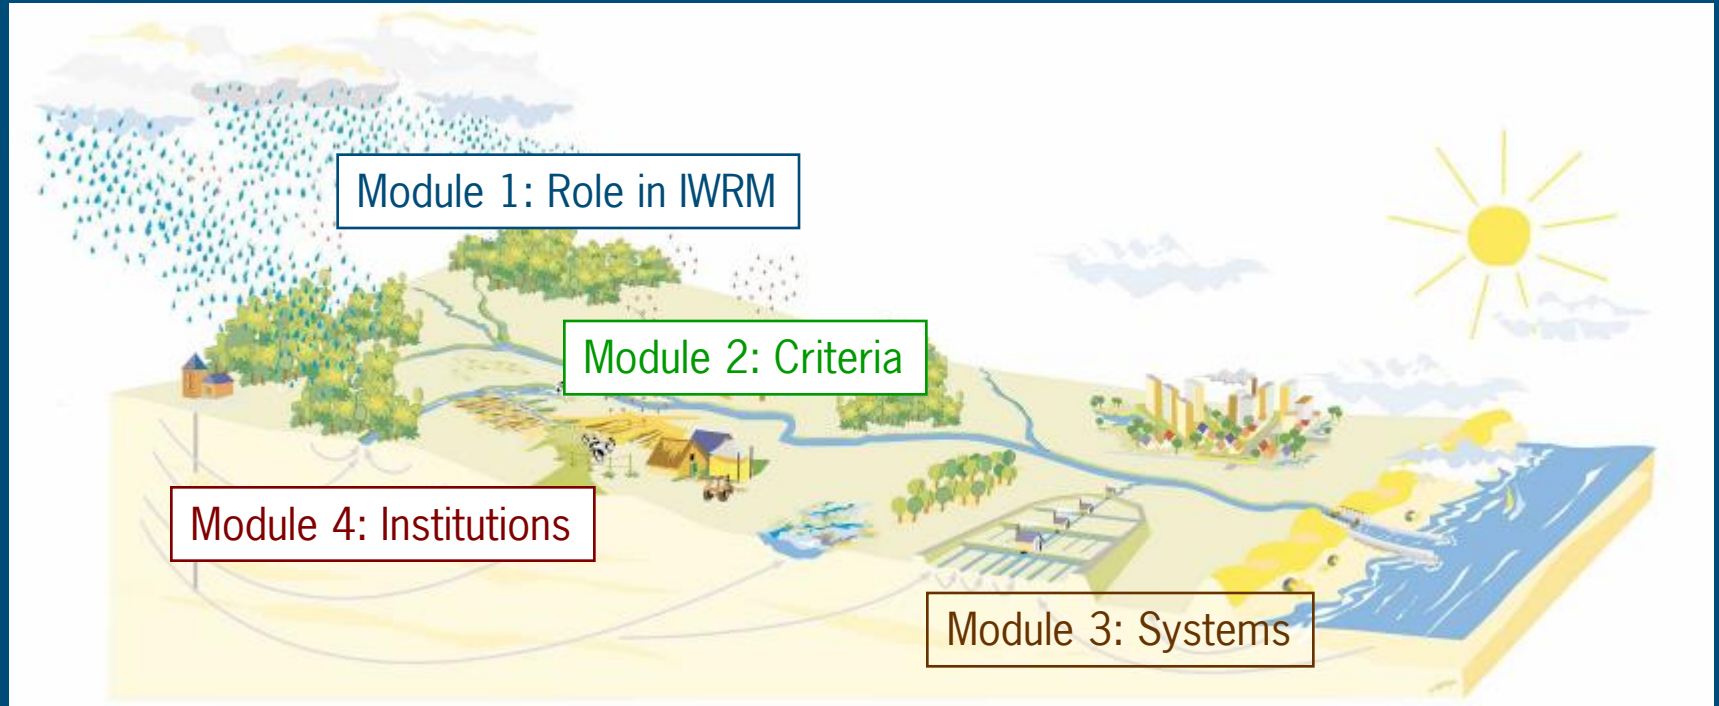 Module 1: Role in IWRM
Module 2: Criteria
Module 4: Institutions
Module 3: Systems